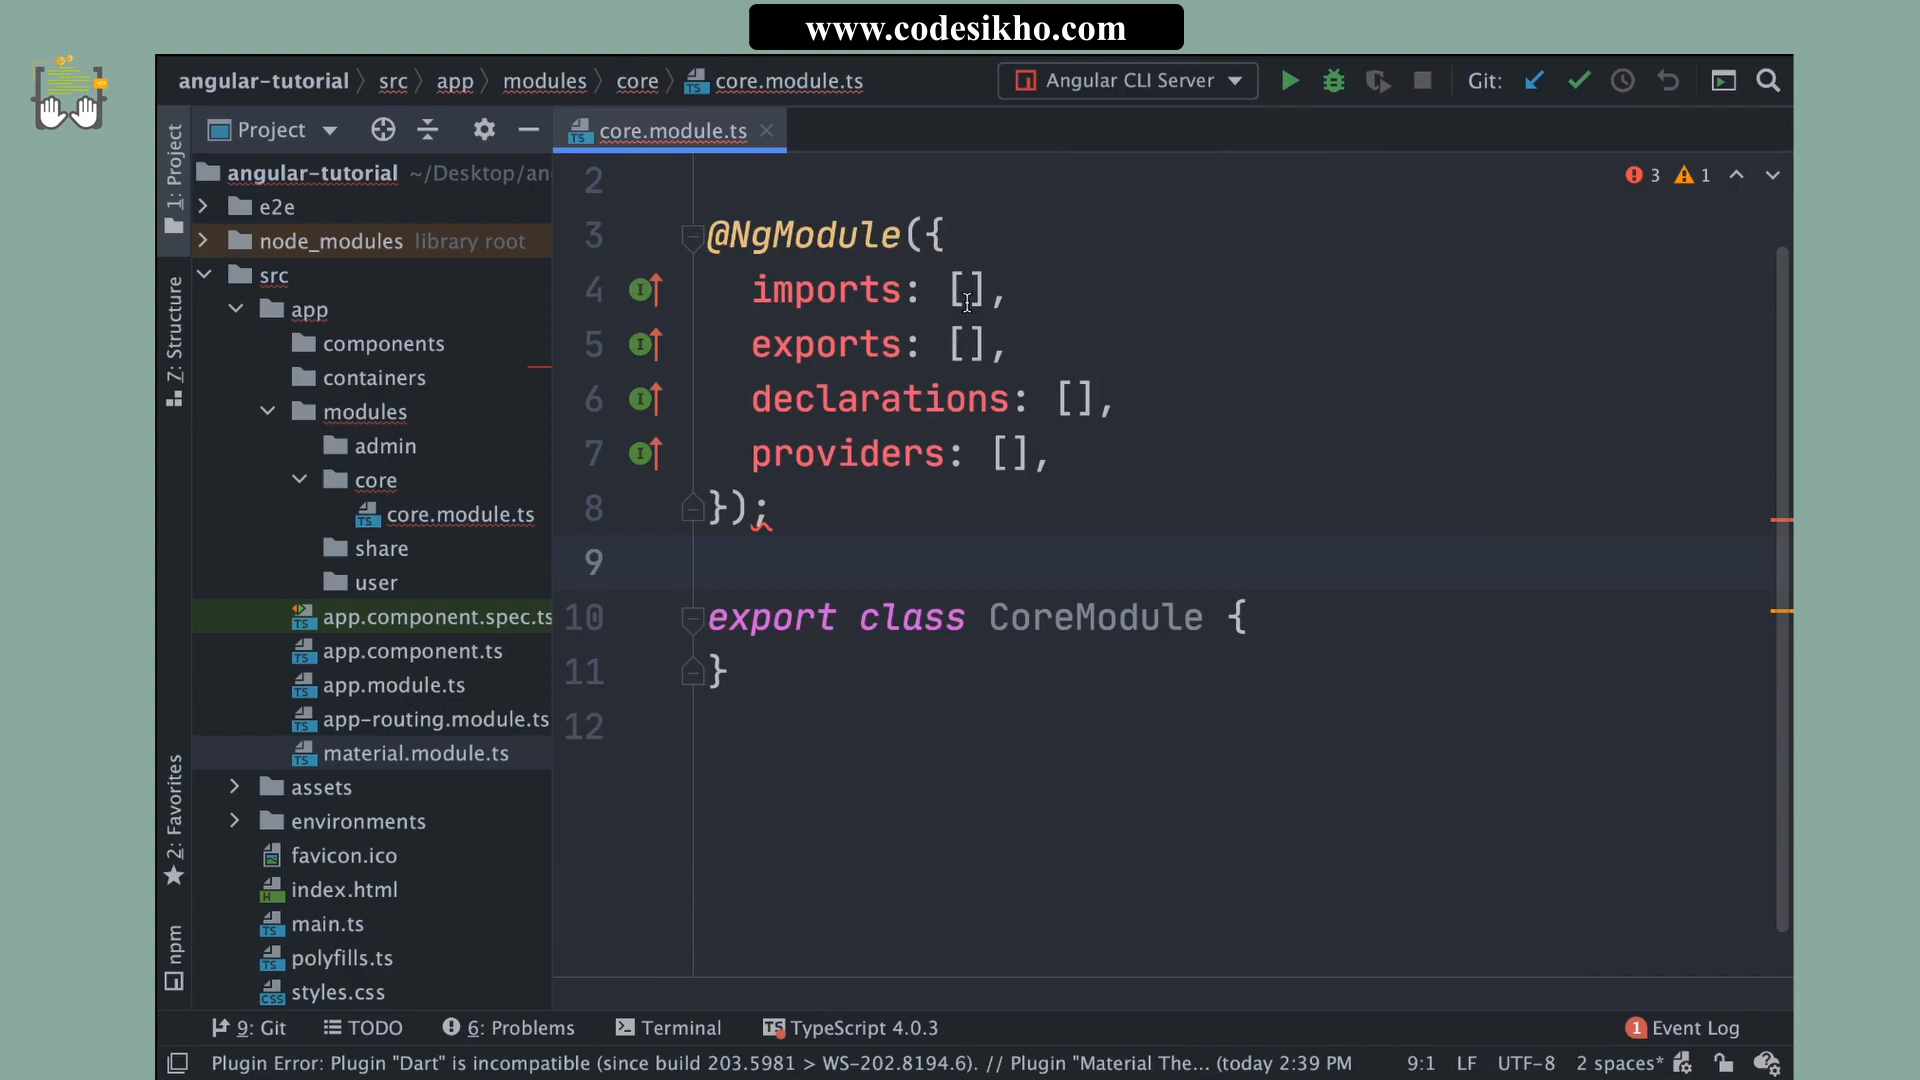 www.codesikho.com
angular-tutorial src app modules core core.module.ts Angular CLI Server Git:
1: Project
Project
core.module.ts
angular-tutorial ~/Desktop/an
e2e
node_modules library root
src
app
components
containers
modules
admin
core
core.module.ts
share
user
app.component.spec.ts
app.component.ts
app.module.ts
app-routing.module.ts
material.module.ts
assets
environments
favicon.ico
index.html
main.ts
polyfills.ts
styles.css
Z: Structure
2: Favorites
npm
3 1
2
3 @NgModule({
4 imports: [],
5 exports: [],
6 declarations: [],
7 providers: [],
8 });
9
10 export class CoreModule {
11 }
12
9: Git TODO 6: Problems Terminal TypeScript 4.0.3 1 Event Log
Plugin Error: Plugin "Dart" is incompatible (since build 203.5981 > WS-202.8194.6). // Plugin "Material The... (today 2:39 PM 9:1 LF UTF-8 2 spaces*